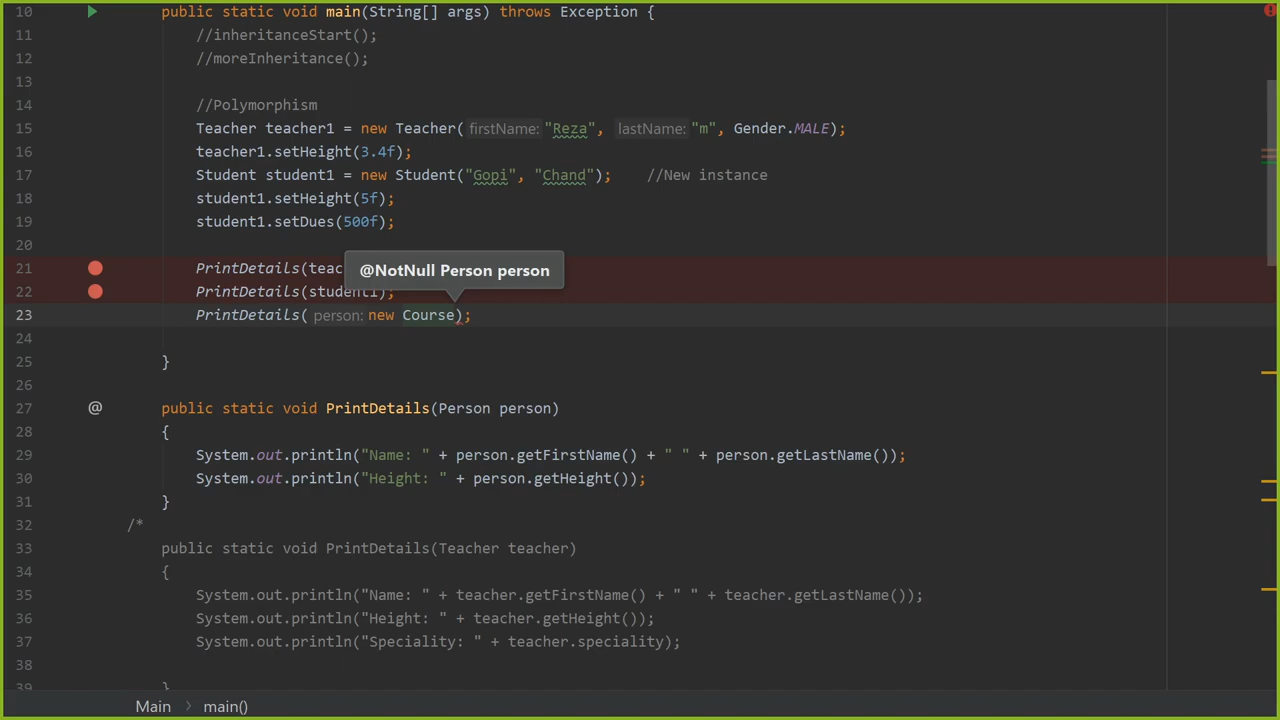 10 public static void main(String[] args) throws Exception {
11 //inheritanceStart();
12 //moreInheritance();
13
14 //Polymorphism
15 Teacher teacher1 = new Teacher( firstName: "Reza", lastName: "m", Gender.MALE);
16 teacher1.setHeight(3.4f);
17 Student student1 = new Student("Gopi", "Chand"); //New instance
18 student1.setHeight(5f);
19 student1.setDues(500f);
20
21 PrintDetails(teac
@NotNull Person person
22 PrintDetails(student1);
23 PrintDetails( person: new Course);
24
25 }
26
27 @ public static void PrintDetails(Person person)
28 {
29 System.out.println("Name: " + person.getFirstName() + " " + person.getLastName());
30 System.out.println("Height: " + person.getHeight());
31 }
32 /*
33 public static void PrintDetails(Teacher teacher)
34 {
35 System.out.println("Name: " + teacher.getFirstName() + " " + teacher.getLastName());
36 System.out.println("Height: " + teacher.getHeight());
37 System.out.println("Speciality: " + teacher.speciality);
38
39 }
Main > main()